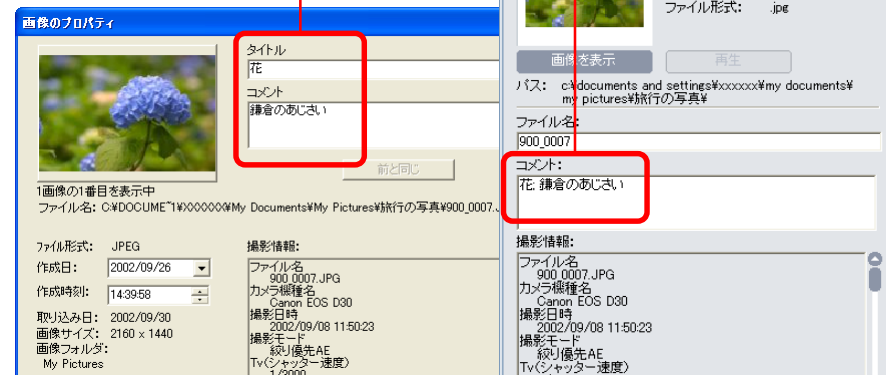 画像のプロパティ
タイトル
花
コメント
鎌倉のあじさい
前と同じ
1画像の1番目を表示中
ファイル名: C:¥DOCUME~1¥XXXXXX¥My Documents¥My Pictures¥旅行の写真¥900_0007.J
ファイル形式: JPEG
作成日: 2002/09/26
作成時刻: 14:39:58
取り込み日: 2002/09/30
画像サイズ: 2160 x 1440
画像フォルダ:
My Pictures
撮影情報:
ファイル名
900_0007.JPG
カメラ機種名
Canon EOS D30
撮影日時
2002/09/08 11:50:23
撮影モード
絞り優先AE
Tv(シャッター速度)
1/2000
ファイル形式: .jpg
画像を表示
再生
パス: c:¥documents and settings¥xxxxxx¥my documents¥
my pictures¥旅行の写真¥
ファイル名:
900_0007
コメント:
花; 鎌倉のあじさい
撮影情報:
ファイル名
900_0007.JPG
カメラ機種名
Canon EOS D30
撮影日時
2002/09/08 11:50:23
撮影モード
絞り優先AE
Tv(シャッター速度)